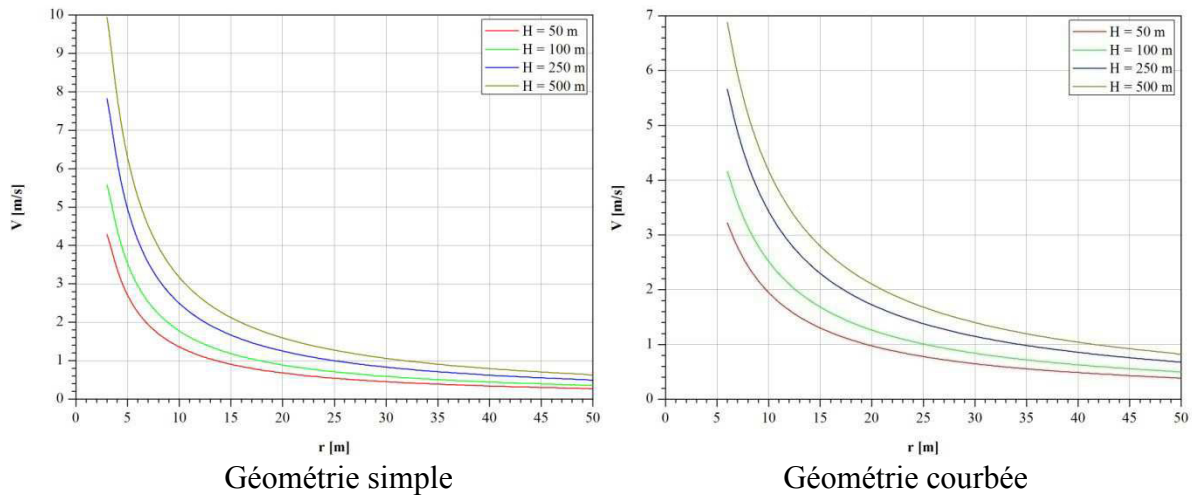 10
9
8
7
6
5
4
3
2
1
0
V [m/s]
H = 50 m
H = 100 m
H = 250 m
H = 500 m
0 5 10 15 20 25 30 35 40 45 50
r [m]
Géométrie simple
7
6
5
4
3
2
1
0
V [m/s]
H = 50 m
H = 100 m
H = 250 m
H = 500 m
0 5 10 15 20 25 30 35 40 45 50
r [m]
Géométrie courbée